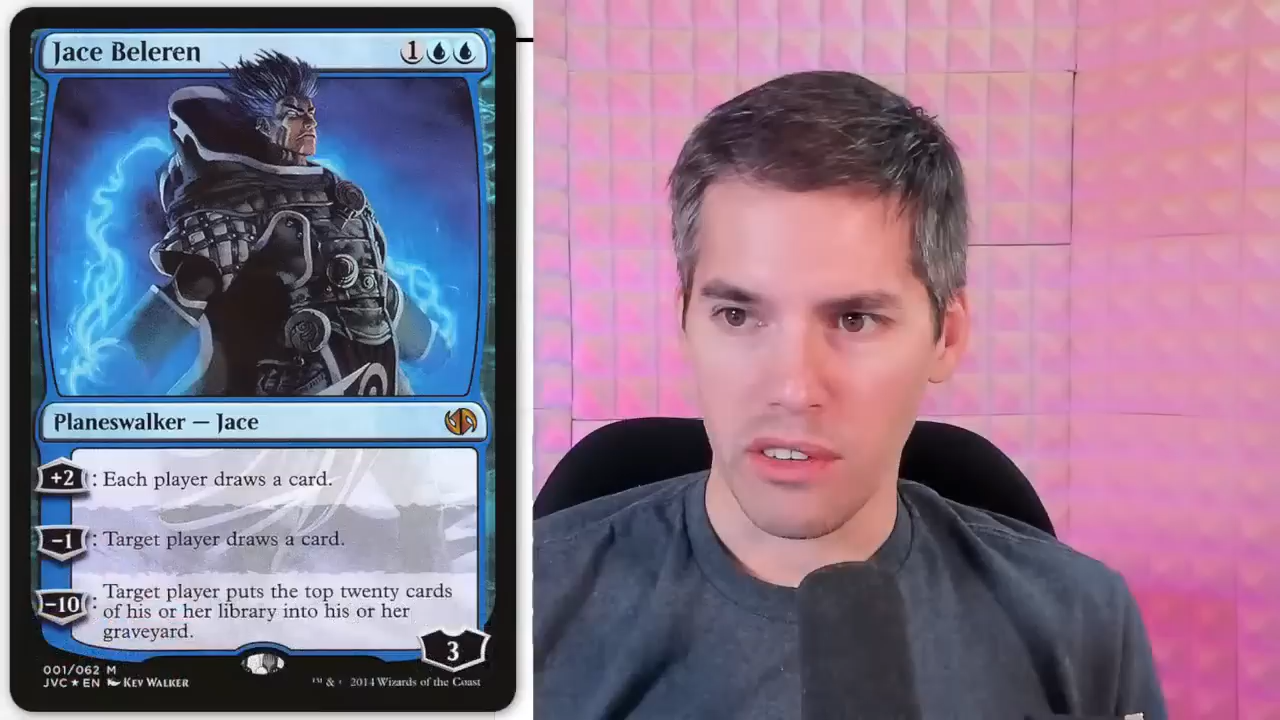 Jace Beleren 1
Planeswalker — Jace
+2 : Each player draws a card.
−1 : Target player draws a card.
−10 : Target player puts the top twenty cards
of his or her library into his or her
graveyard.
3
001/062 M
JVC ★ EN Kev Walker
™ & 2014 Wizards of the Coast